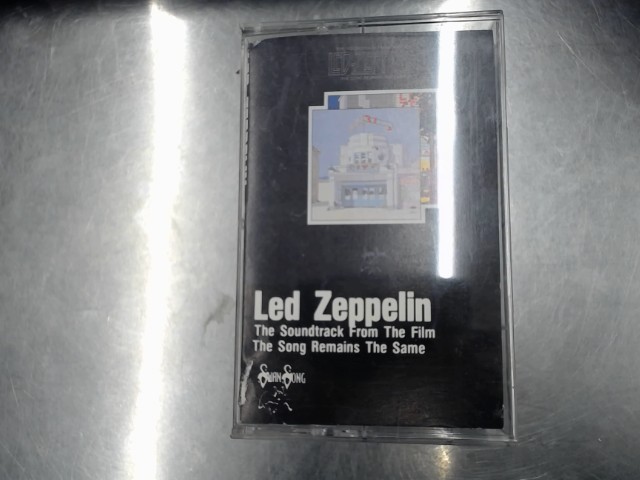 Led Zeppelin
The Soundtrack From The Film
The Song Remains The Same
SWAN SONG